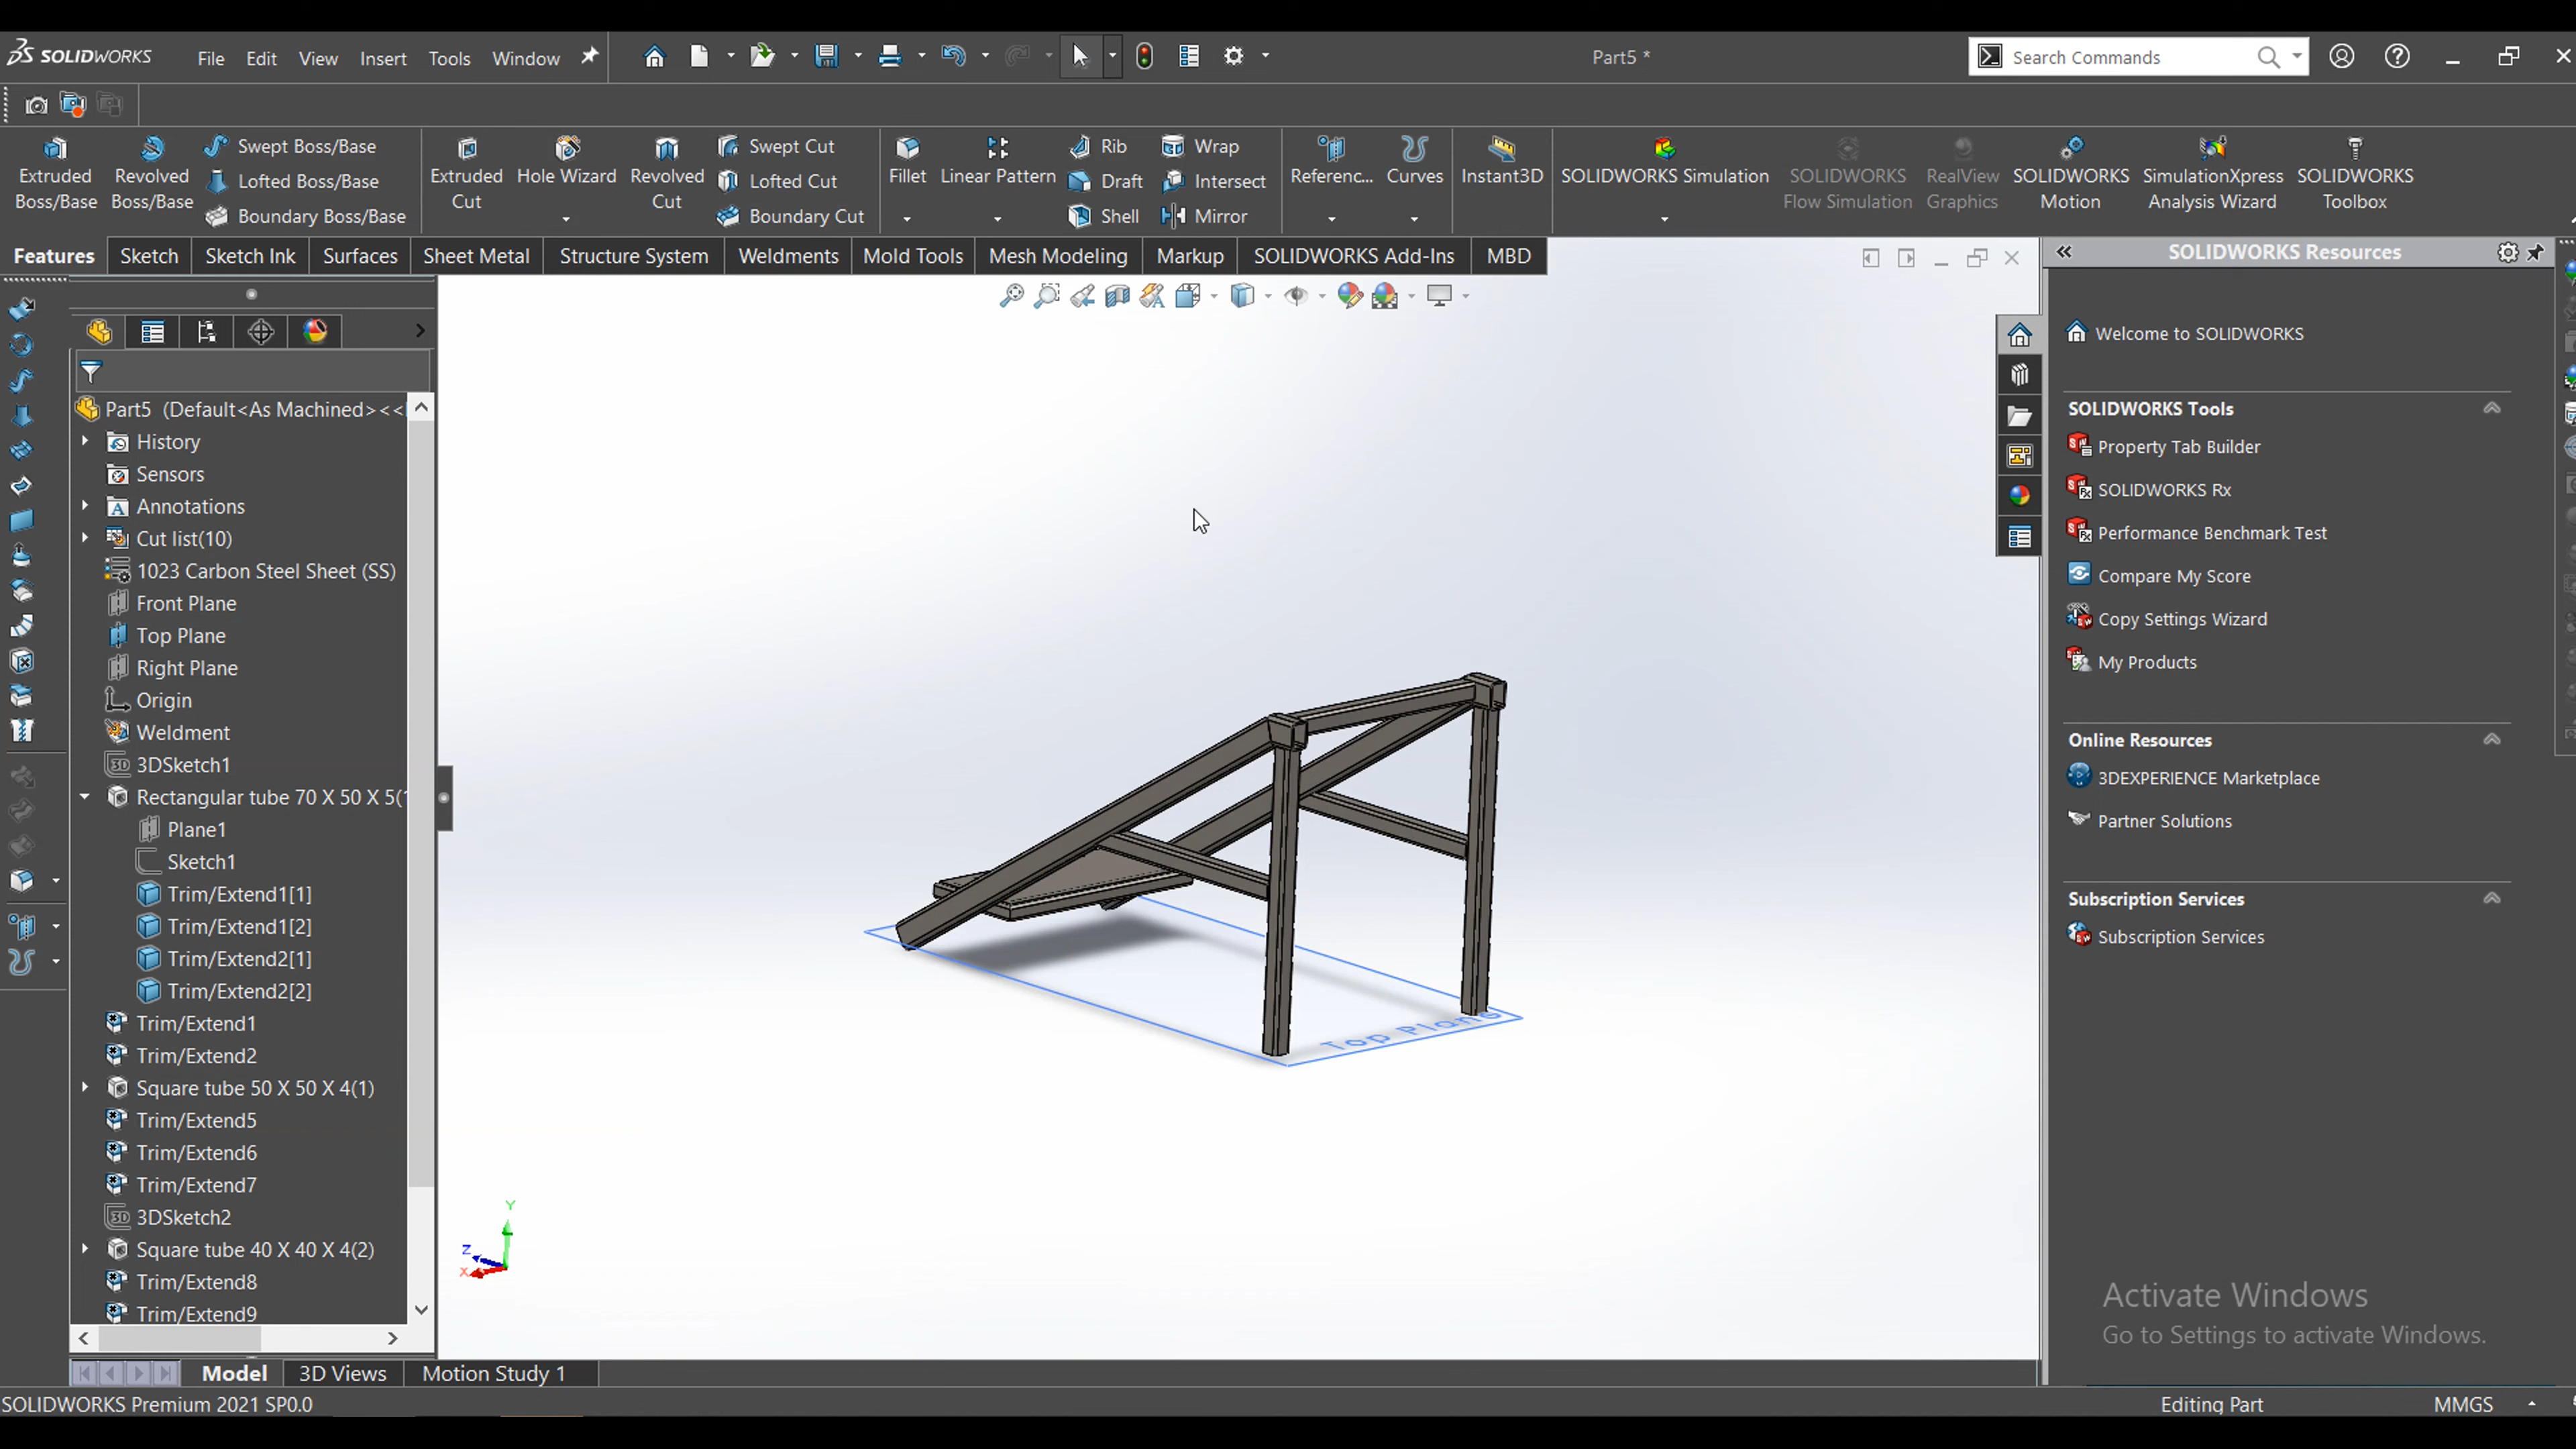 SOLIDWORKS File Edit View Insert Tools Window Part5 * Search Commands
Extruded Boss/Base
Revolved Boss/Base
Swept Boss/Base
Lofted Boss/Base
Boundary Boss/Base
Extruded Cut
Hole Wizard
Revolved Cut
Swept Cut
Lofted Cut
Boundary Cut
Fillet
Linear Pattern
Rib
Draft
Shell
Wrap
Intersect
Mirror
Referenc...
Curves
Instant3D
SOLIDWORKS Simulation
SOLIDWORKS Flow Simulation
RealView Graphics
SOLIDWORKS Motion
SimulationXpress Analysis Wizard
SOLIDWORKS Toolbox
Features Sketch Sketch Ink Surfaces Sheet Metal Structure System Weldments Mold Tools Mesh Modeling Markup SOLIDWORKS Add-Ins MBD
Part5 (Default<As Machined><<
History
Sensors
Annotations
Cut list(10)
1023 Carbon Steel Sheet (SS)
Front Plane
Top Plane
Right Plane
Origin
Weldment
3DSketch1
Rectangular tube 70 X 50 X 5(
Plane1
Sketch1
Trim/Extend1[1]
Trim/Extend1[2]
Trim/Extend2[1]
Trim/Extend2[2]
Trim/Extend1
Trim/Extend2
Square tube 50 X 50 X 4(1)
Trim/Extend5
Trim/Extend6
Trim/Extend7
3DSketch2
Square tube 40 X 40 X 4(2)
Trim/Extend8
Trim/Extend9
Top Plane
Y
Z
X
SOLIDWORKS Resources
Welcome to SOLIDWORKS
SOLIDWORKS Tools
Property Tab Builder
SOLIDWORKS Rx
Performance Benchmark Test
Compare My Score
Copy Settings Wizard
My Products
Online Resources
3DEXPERIENCE Marketplace
Partner Solutions
Subscription Services
Subscription Services
Activate Windows
Go to Settings to activate Windows.
Model 3D Views Motion Study 1
SOLIDWORKS Premium 2021 SP0.0 Editing Part MMGS